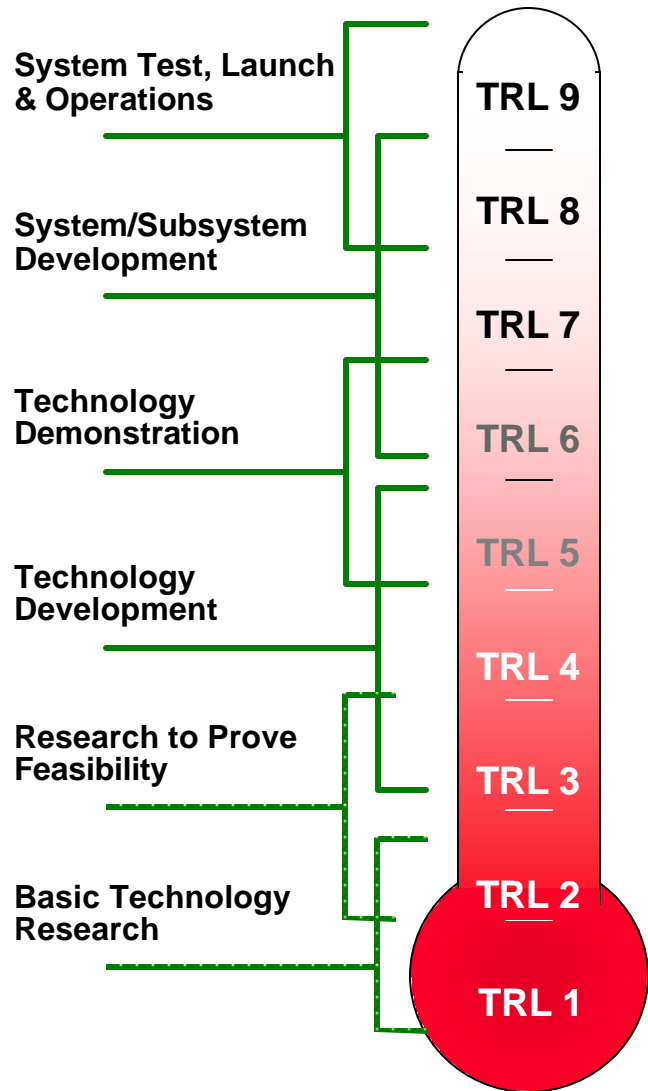 System Test, Launch
& Operations
System/Subsystem
Development
Technology
Demonstration
Technology
Development
Research to Prove
Feasibility
Basic Technology
Research
TRL 9
TRL 8
TRL 7
TRL 6
TRL 5
TRL 4
TRL 3
TRL 2
TRL 1